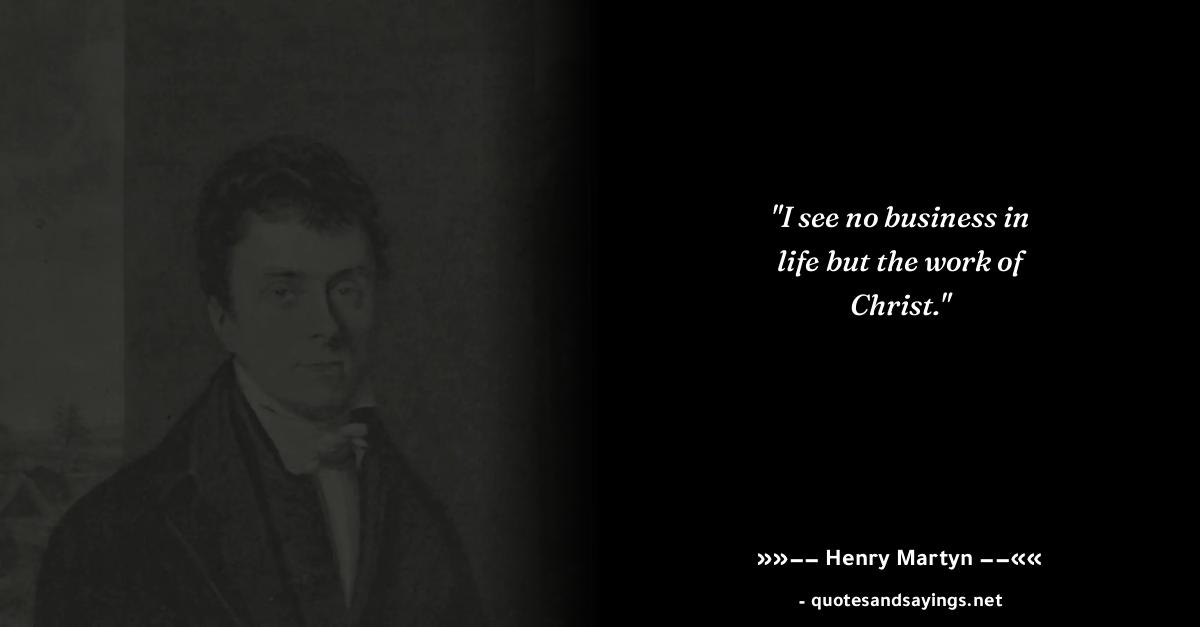 "I see no business in
life but the work of
Christ."
»»−− Henry Martyn −−««
- quotesandsayings.net